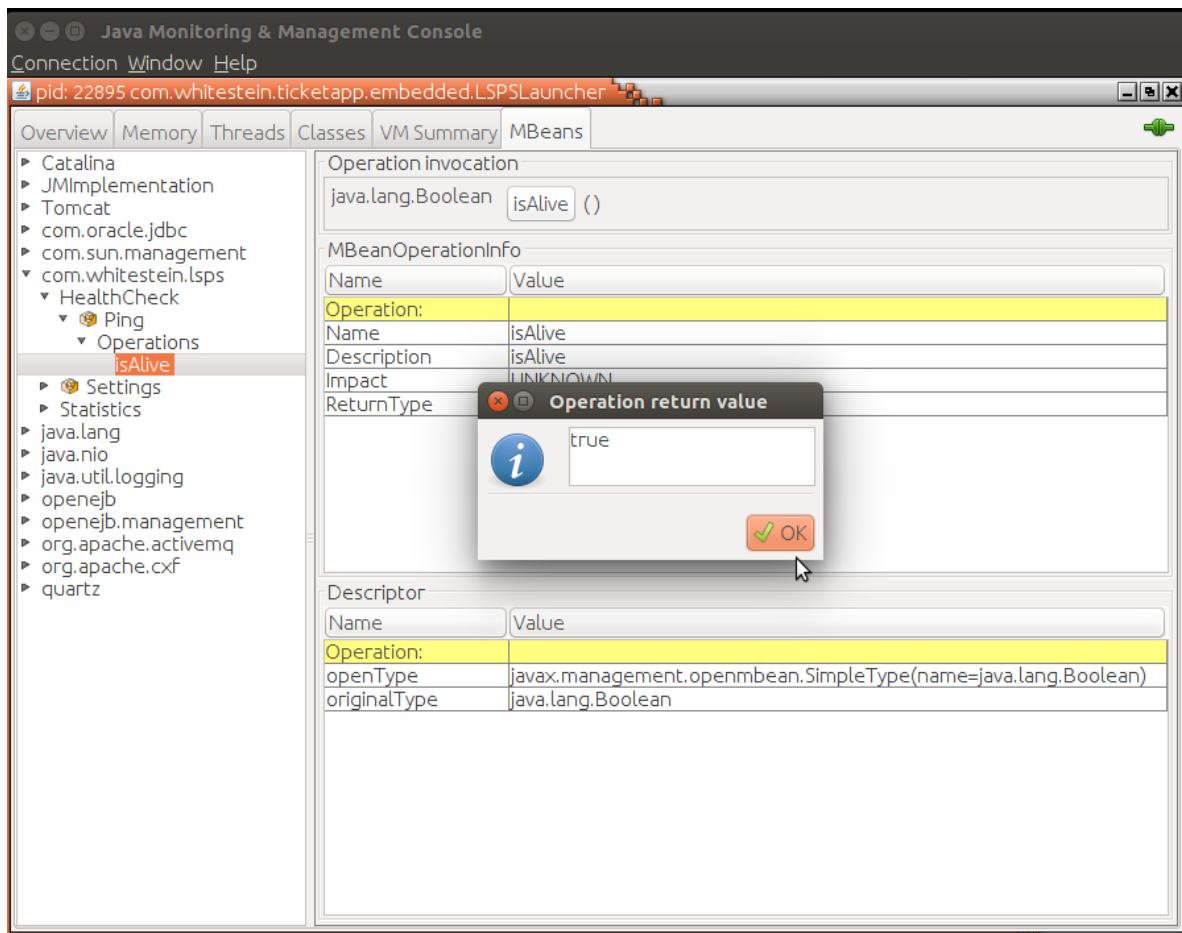 Java Monitoring & Management Console
Connection Window Help
pid: 22895 com.whitestein.ticketapp.embedded.LSPSLauncher
Overview Memory Threads Classes VM Summary MBeans
Catalina
JMImplementation
Tomcat
com.oracle.jdbc
com.sun.management
com.whitestein.lsps
HealthCheck
Ping
Operations
isAlive
Settings
Statistics
java.lang
java.nio
java.util.logging
openejb
openejb.management
org.apache.activemq
org.apache.cxf
quartz
Operation invocation
java.lang.Boolean isAlive ()
MBeanOperationInfo
Name Value
Operation:
Name isAlive
Description isAlive
Impact UNKNOWN
ReturnType
Operation return value
true
OK
Descriptor
Name Value
Operation:
openType javax.management.openmbean.SimpleType(name=java.lang.Boolean)
originalType java.lang.Boolean